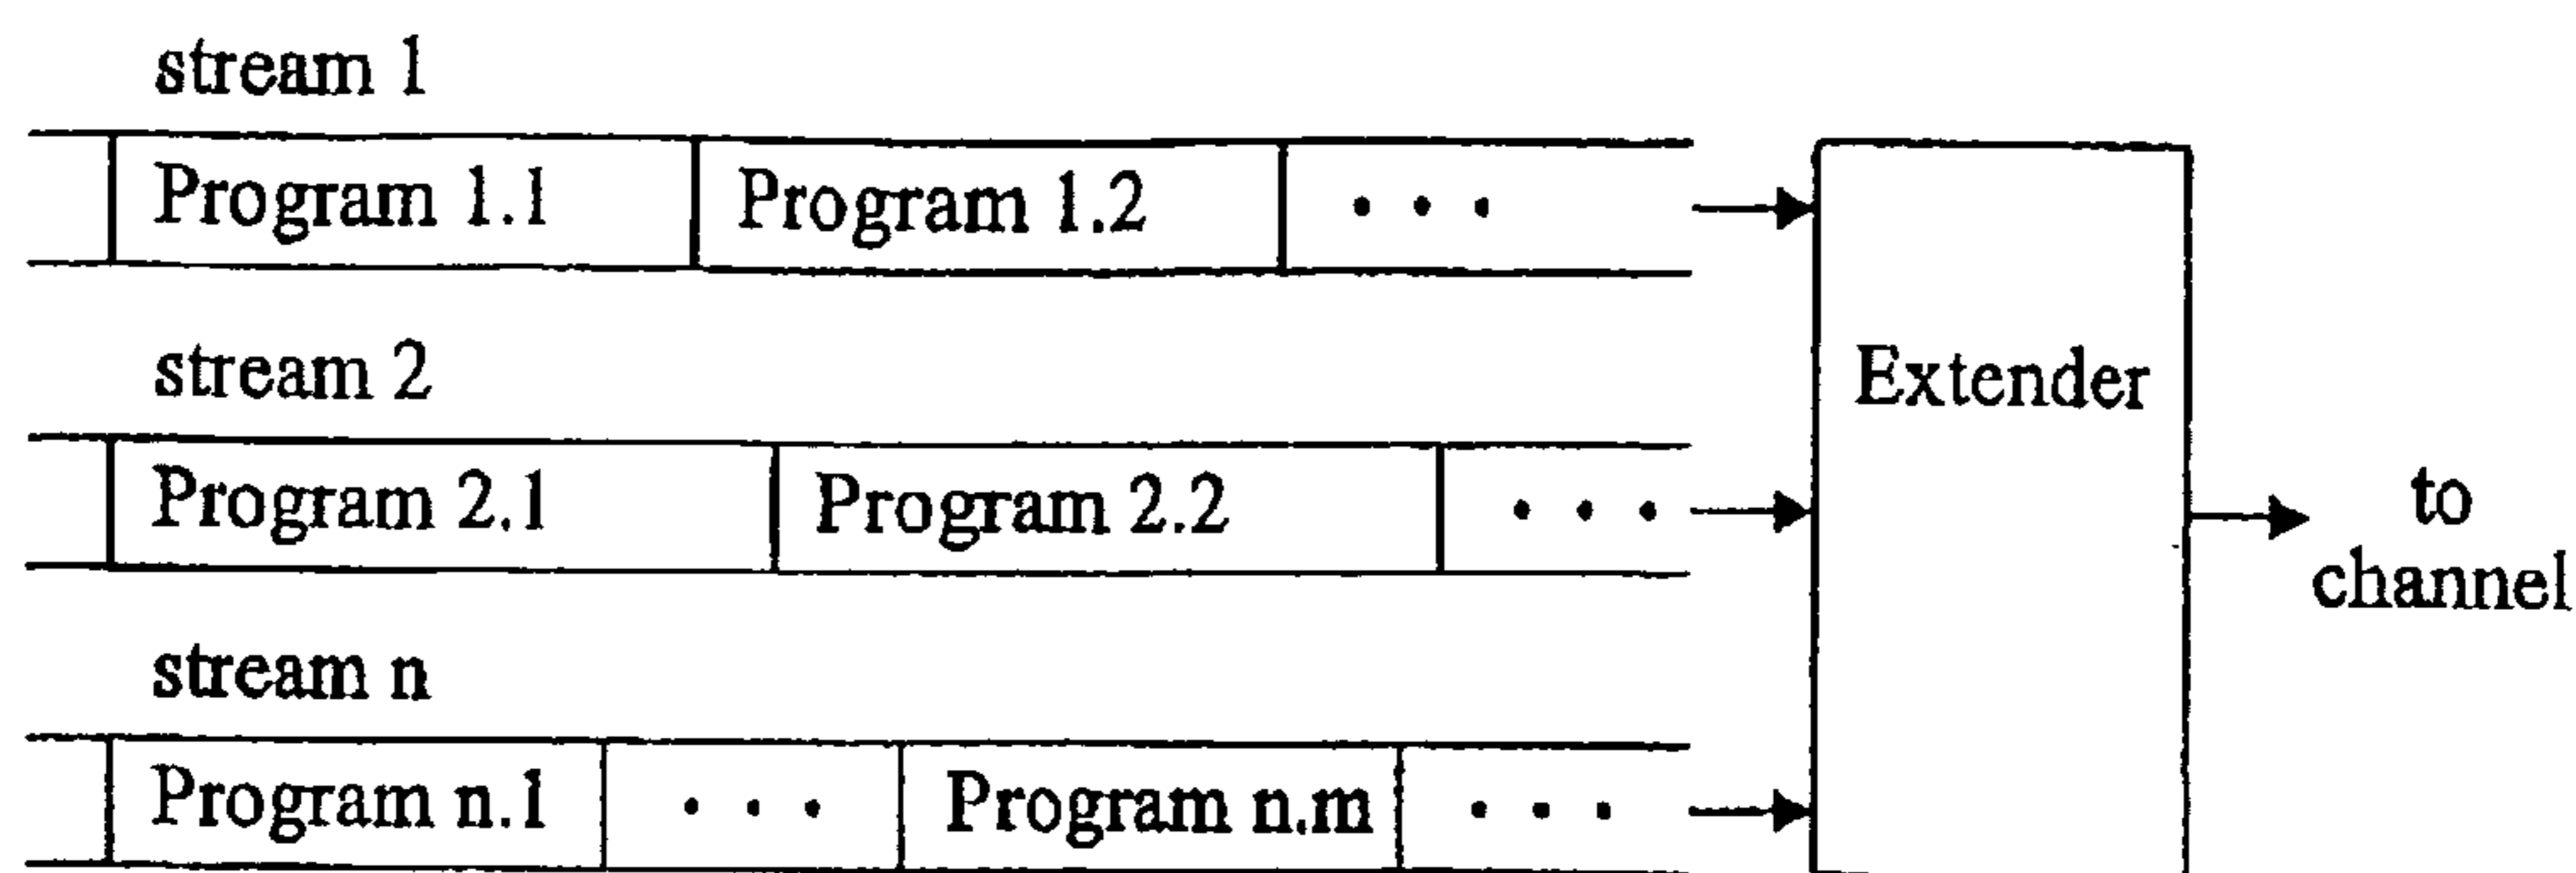 stream 1
Program 1.1 Program 1.2 • • •
stream 2
Extender
Program 2.1 Program 2.2 • • •
to
channel
stream n
Program n.1 • • • Program n.m • • •